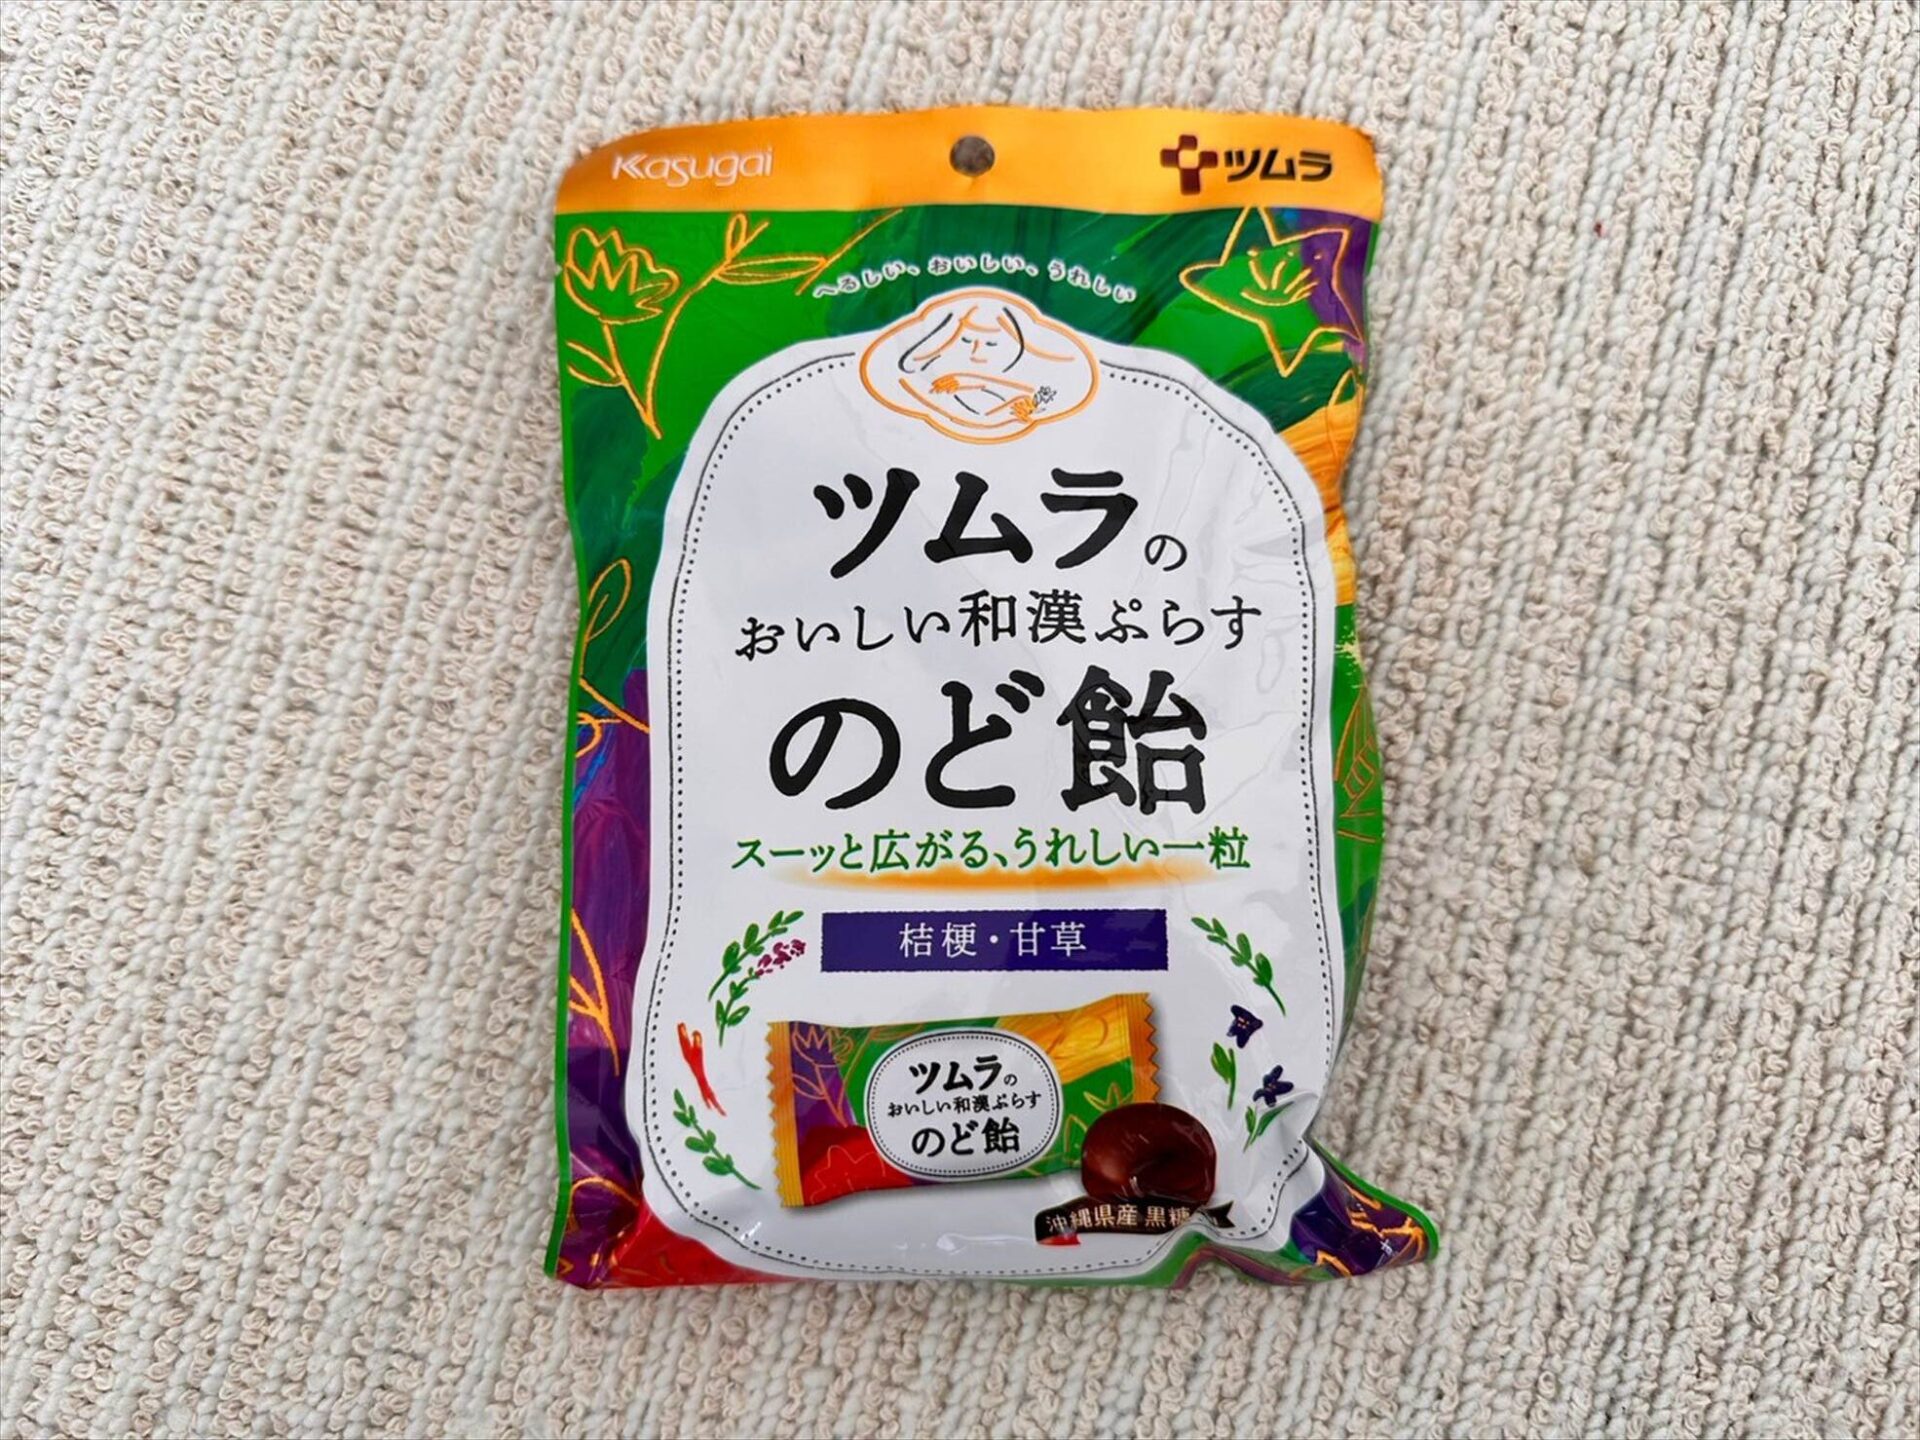 Kasugai
ツムラ
へるしい、おいしい、うれしい
ツムラの
おいしい和漢ぷらす
のど飴
スーッと広がる、うれしい一粒
桔梗・甘草
ツムラの
おいしい和漢ぷらす
のど飴
沖縄県産 黒糖